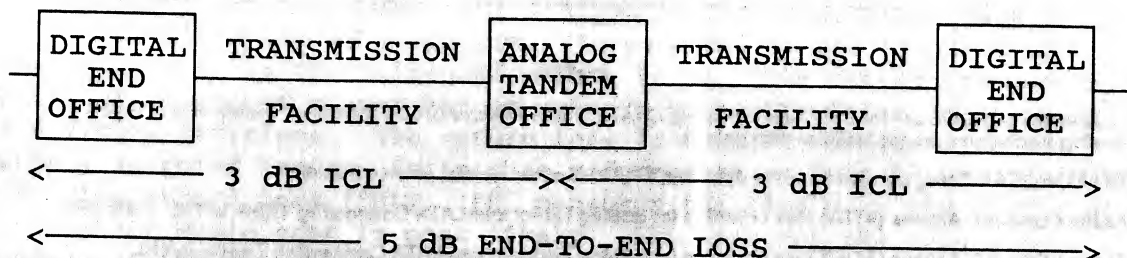 DIGITAL END OFFICE
TRANSMISSION FACILITY
ANALOG TANDEM OFFICE
TRANSMISSION FACILITY
DIGITAL END OFFICE
3 dB ICL
3 dB ICL
5 dB END-TO-END LOSS